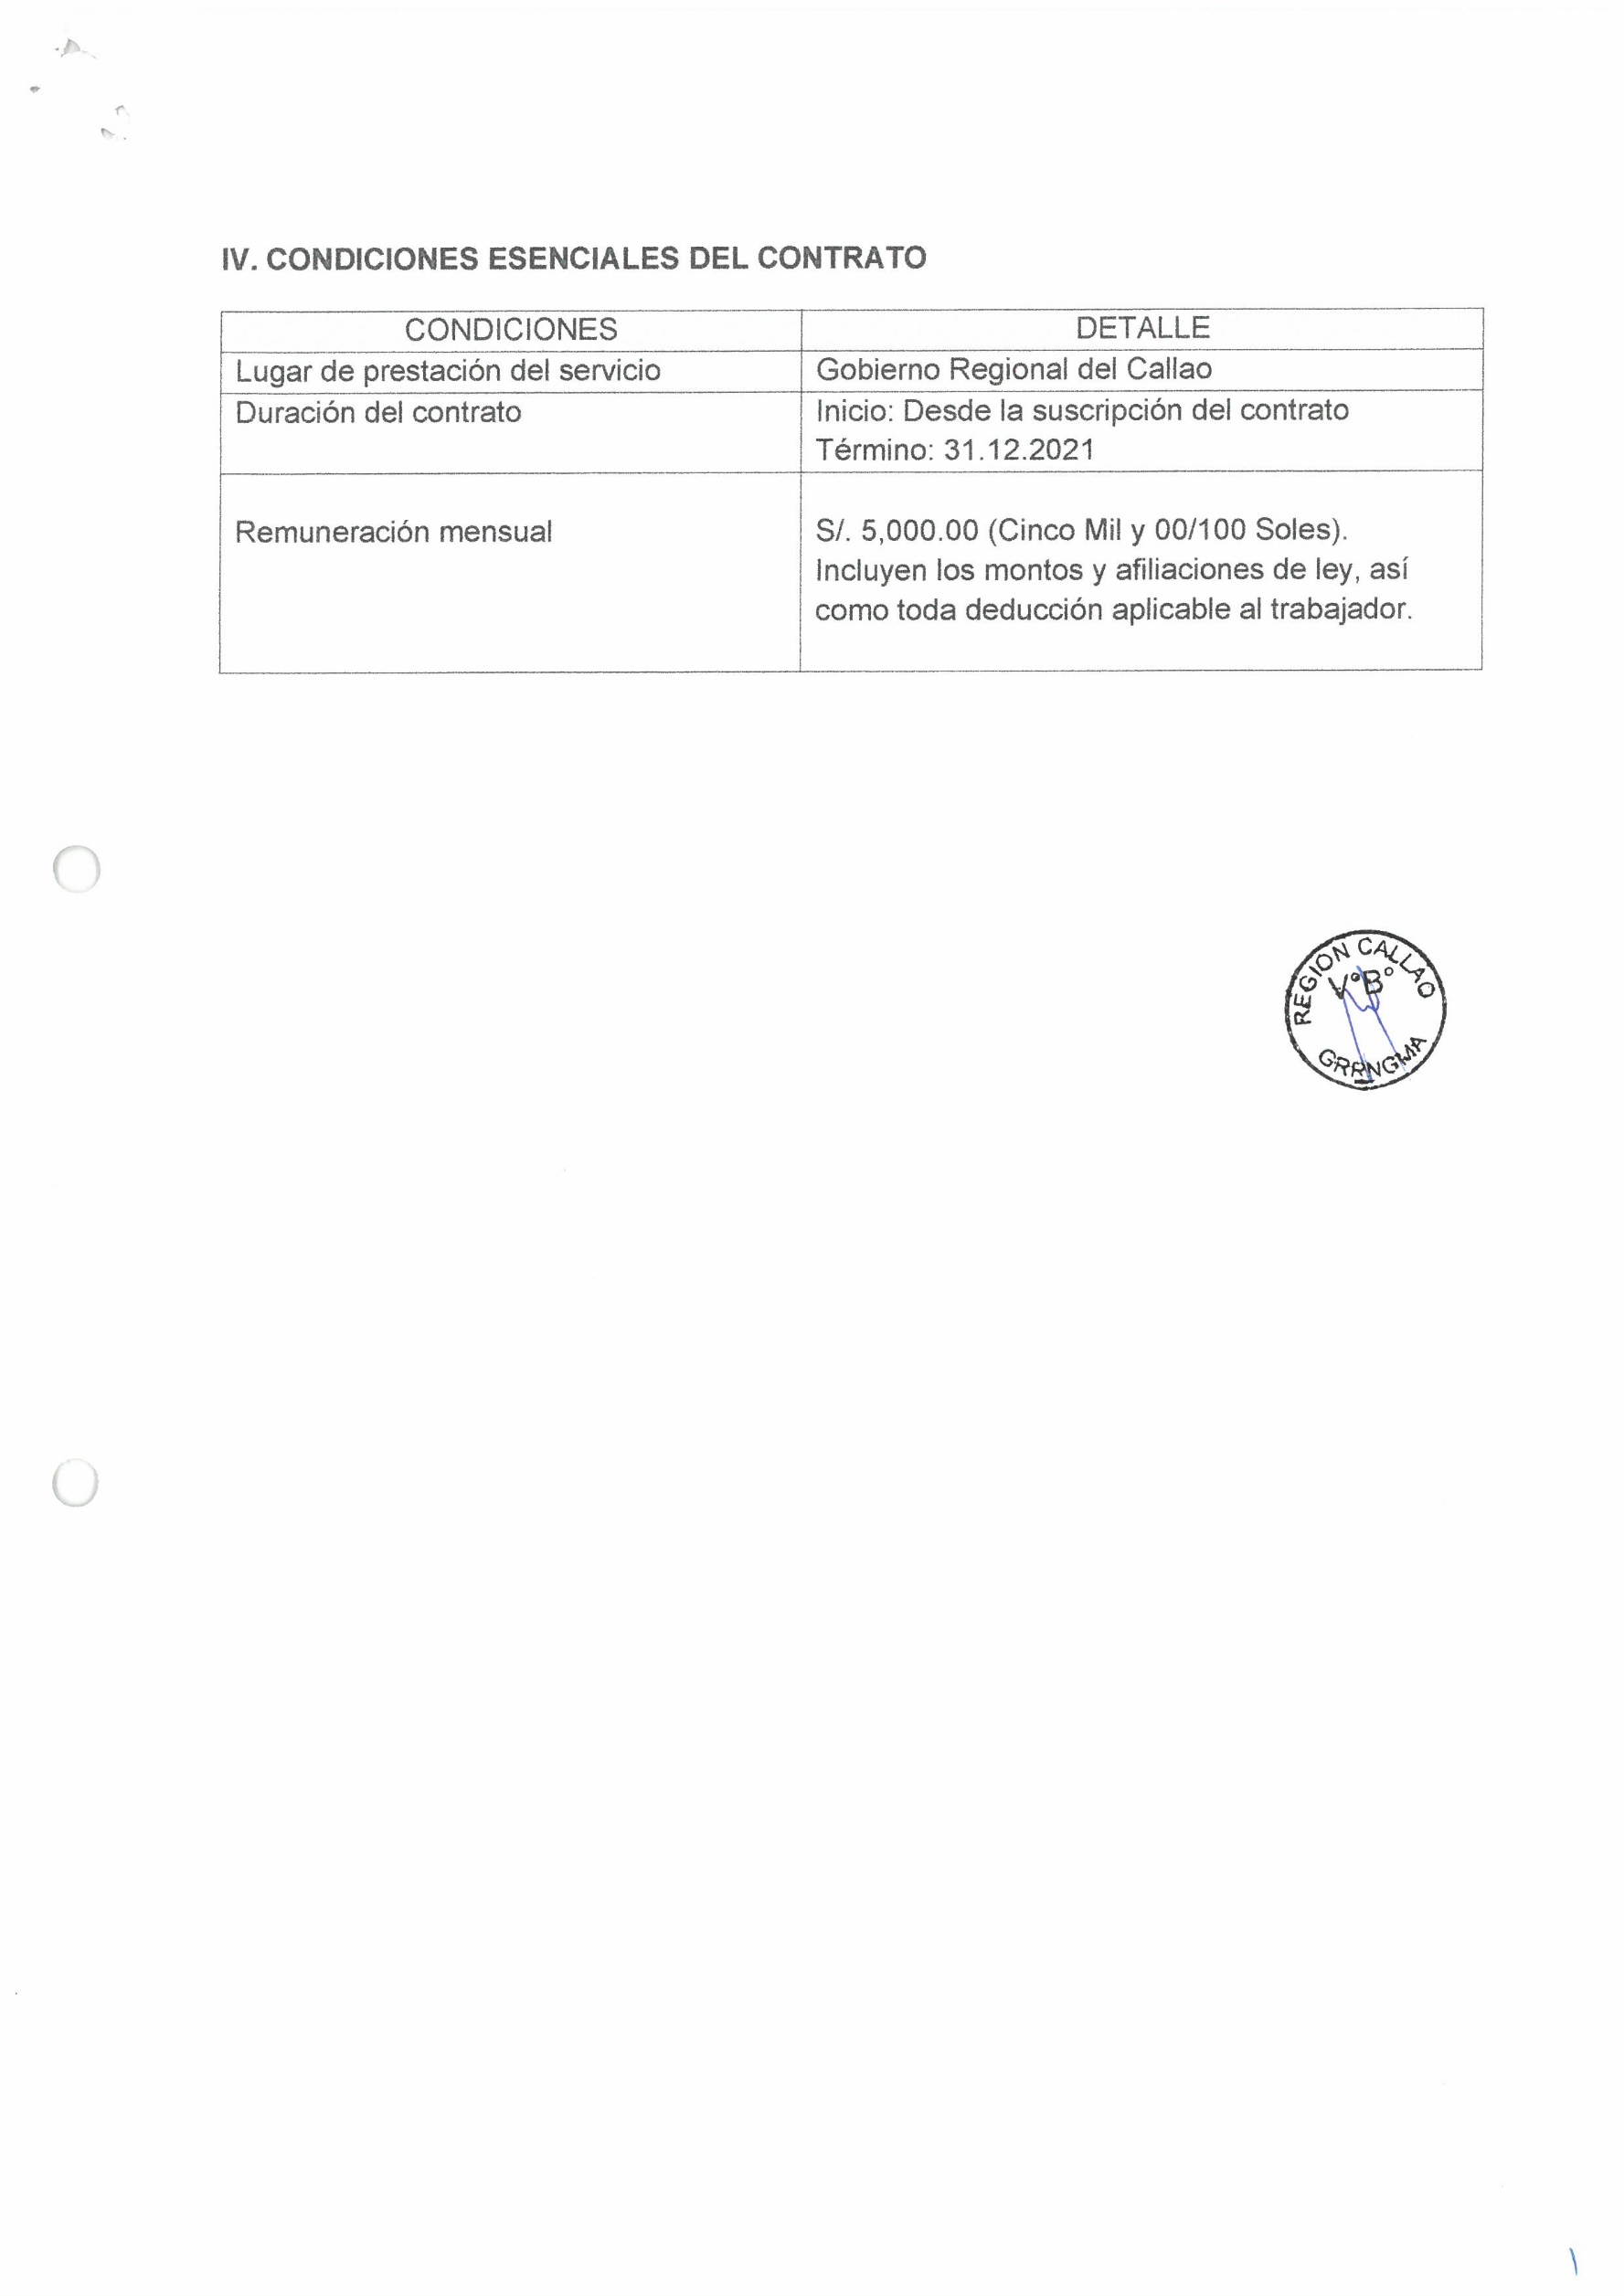 IV. CONDICIONES ESENCIALES DEL CONTRATO
CONDICIONES DETALLE
Lugar de prestación del servicio Gobierno Regional del Callao
Duración del contrato Inicio: Desde la suscripción del contrato
Término: 31.12.2021
Remuneración mensual S/. 5,000.00 (Cinco Mil y 00/100 Soles).
Incluyen los montos y afiliaciones de ley, así
como toda deducción aplicable al trabajador.
REGION CALLAO
V°B°
GRRNGMA